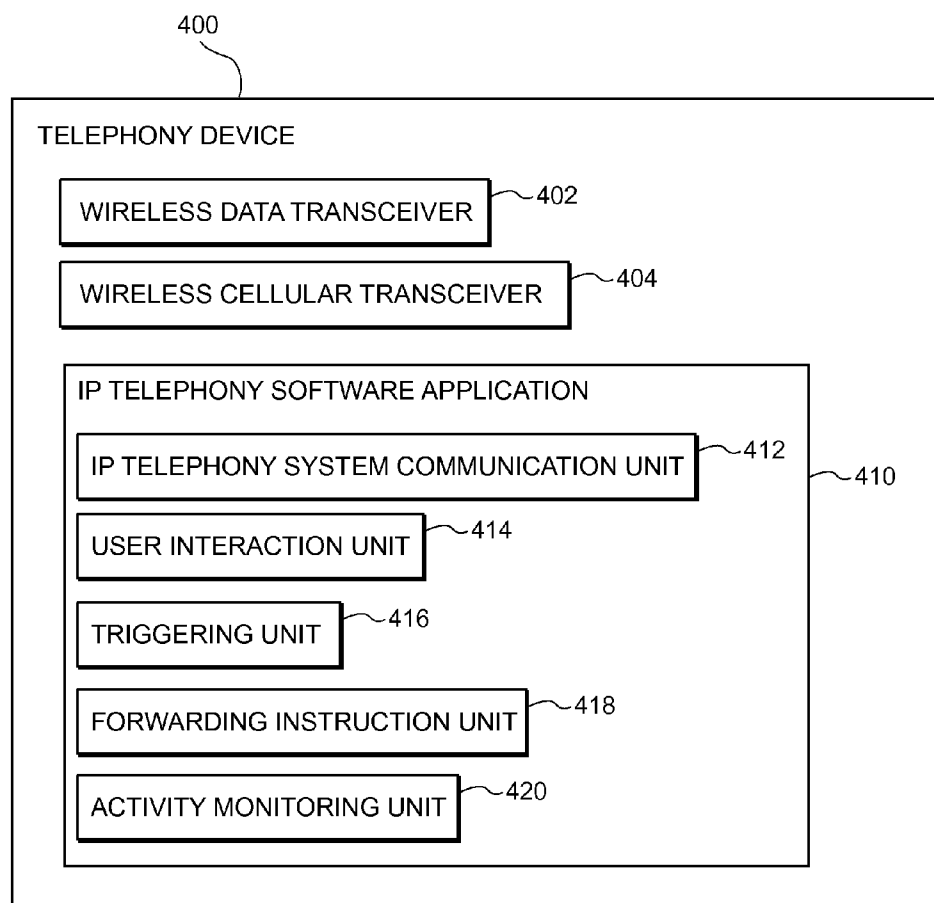 400
TELEPHONY DEVICE
WIRELESS DATA TRANSCEIVER
402
WIRELESS CELLULAR TRANSCEIVER
404
IP TELEPHONY SOFTWARE APPLICATION
IP TELEPHONY SYSTEM COMMUNICATION UNIT
412
410
USER INTERACTION UNIT
414
TRIGGERING UNIT
416
FORWARDING INSTRUCTION UNIT
418
ACTIVITY MONITORING UNIT
420